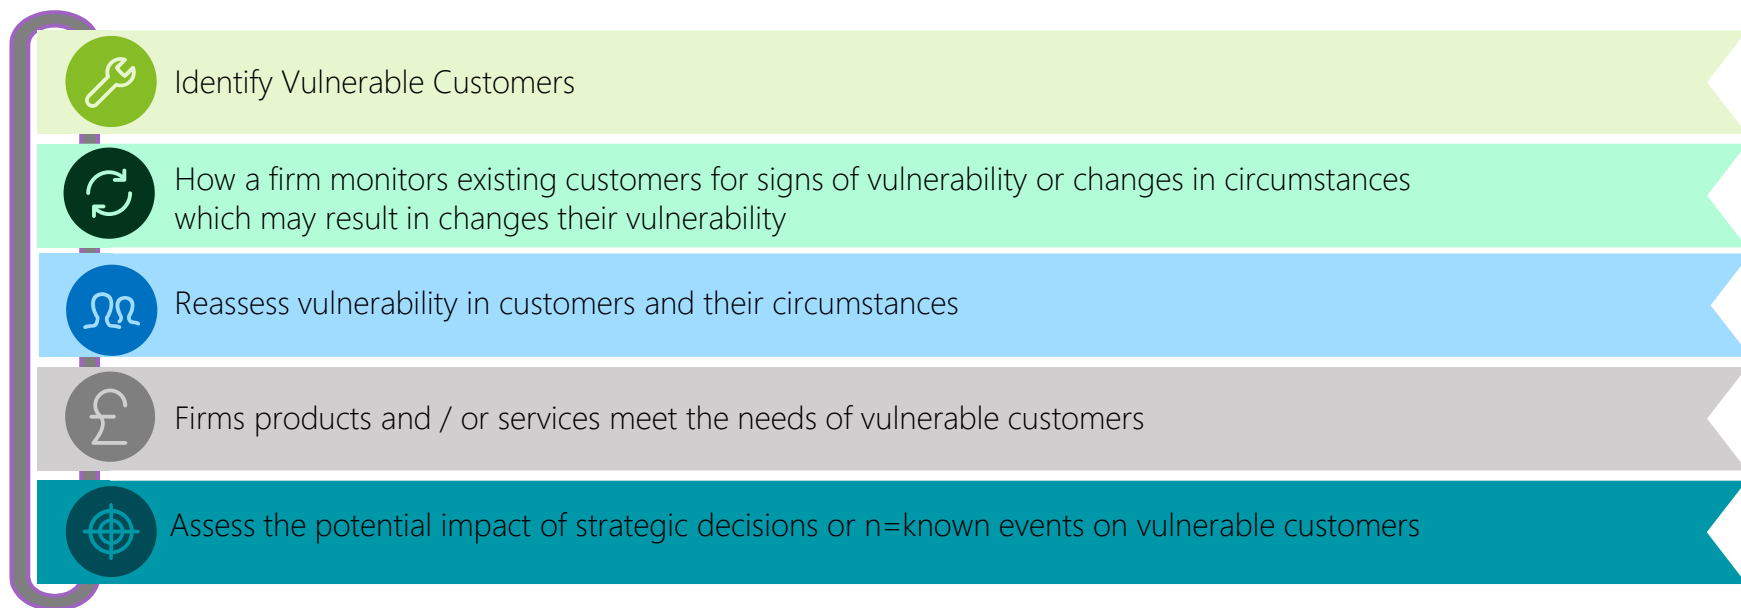 Identify Vulnerable Customers
How a firm monitors existing customers for signs of vulnerability or changes in circumstances
which may result in changes their vulnerability
Reassess vulnerability in customers and their circumstances
Firms products and / or services meet the needs of vulnerable customers
Assess the potential impact of strategic decisions or n=known events on vulnerable customers